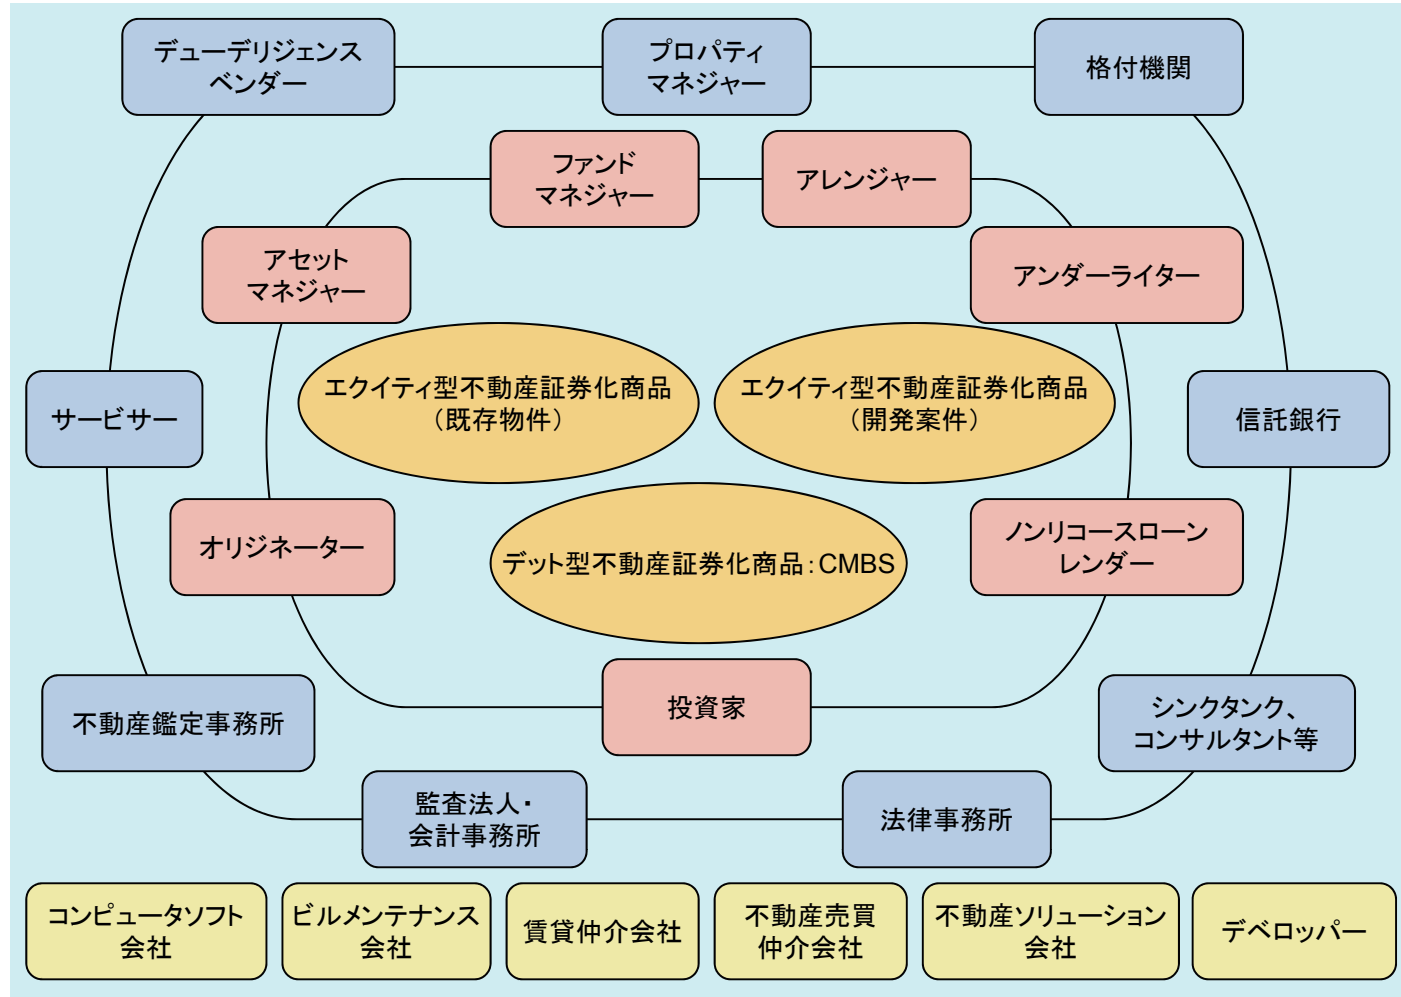 デューデリジェンス
ベンダー
プロパティ
マネジャー
格付機関
ファンド
マネジャー
アレンジャー
アセット
マネジャー
アンダーライター
エクイティ型不動産証券化商品
（既存物件）
エクイティ型不動産証券化商品
（開発案件）
サービサー
信託銀行
オリジネーター
デット型不動産証券化商品：CMBS
ノンリコースローン
レンダー
不動産鑑定事務所
投資家
シンクタンク、
コンサルタント等
監査法人・
会計事務所
法律事務所
コンピュータソフト
会社
ビルメンテナンス
会社
賃貸仲介会社
不動産売買
仲介会社
不動産ソリューション
会社
デベロッパー